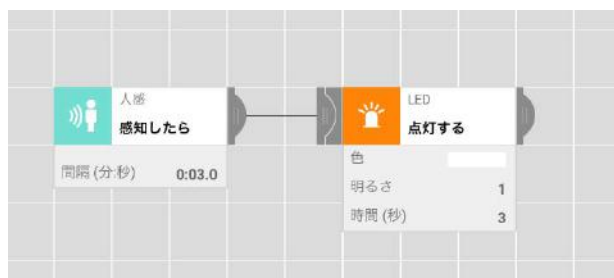 人感
感知したら
間隔 (分:秒) 0:03.0
LED
点灯する
色
明るさ 1
時間 (秒) 3